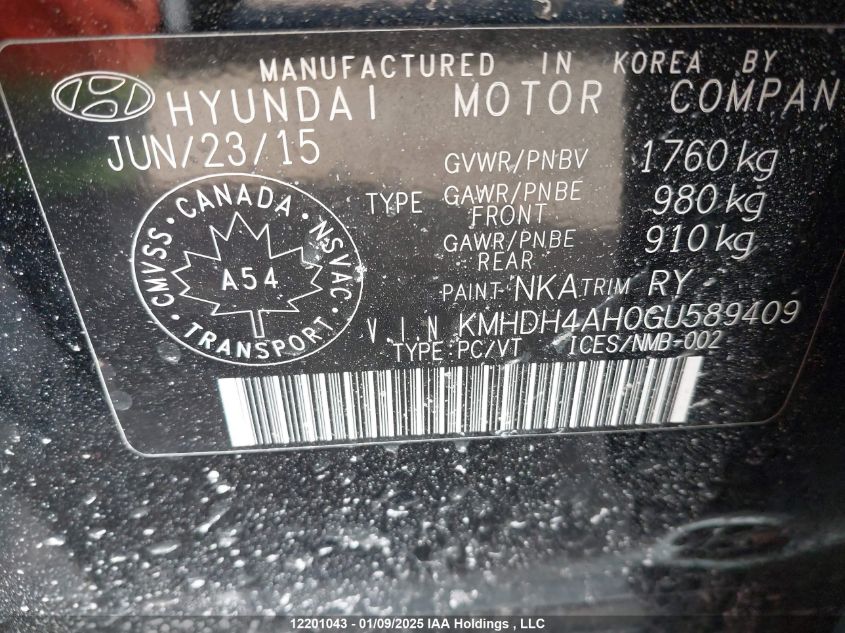 MANUFACTURED IN KOREA BY
HYUNDAI MOTOR COMPAN
JUN/23/15
GVWR/PNBV 1760 kg
TYPE GAWR/PNBE FRONT 980 kg
GAWR/PNBE REAR 910 kg
PAINT NKA TRIM RY
VIN KMHDH4AH0GU589409
TYPE:PC/VT ICES/NMB-002
CMVSS · CANADA · NSVAC · TRANSPORT ·
A54
12201043 - 01/09/2025 IAA Holdings , LLC